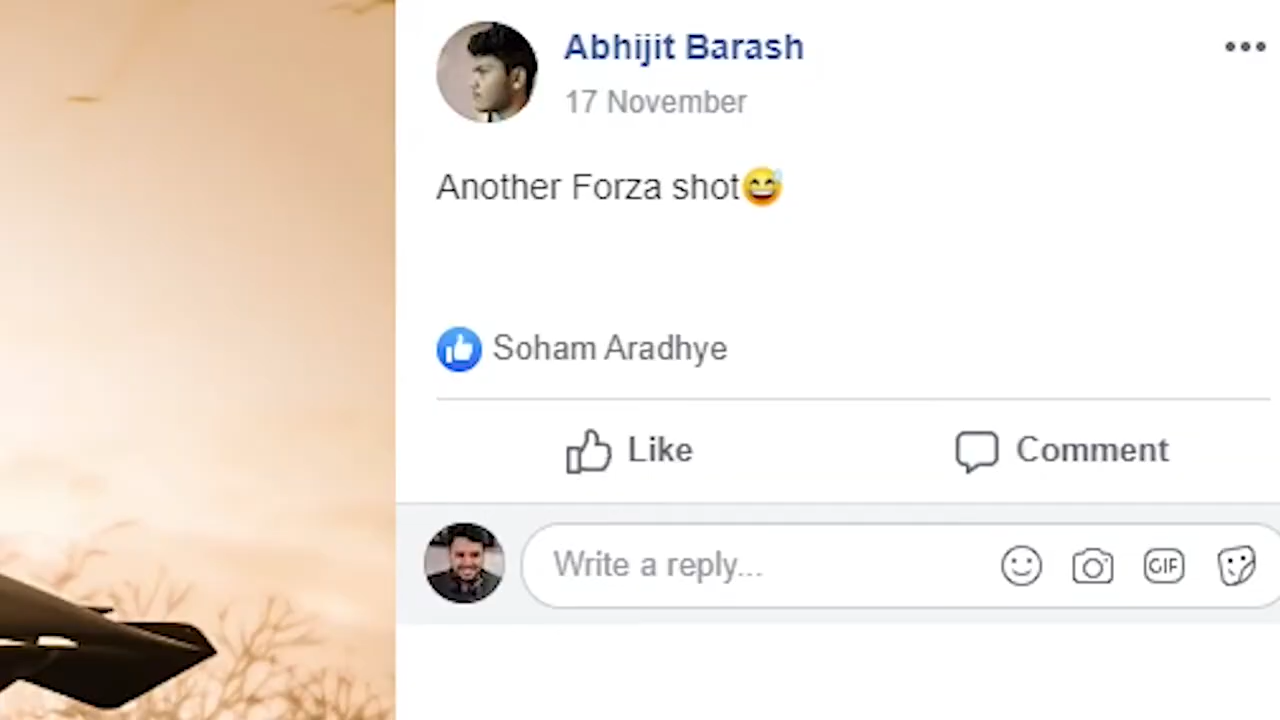 Abhijit Barash
17 November
Another Forza shot😅
Soham Aradhye
Like
Comment
Write a reply...
GIF